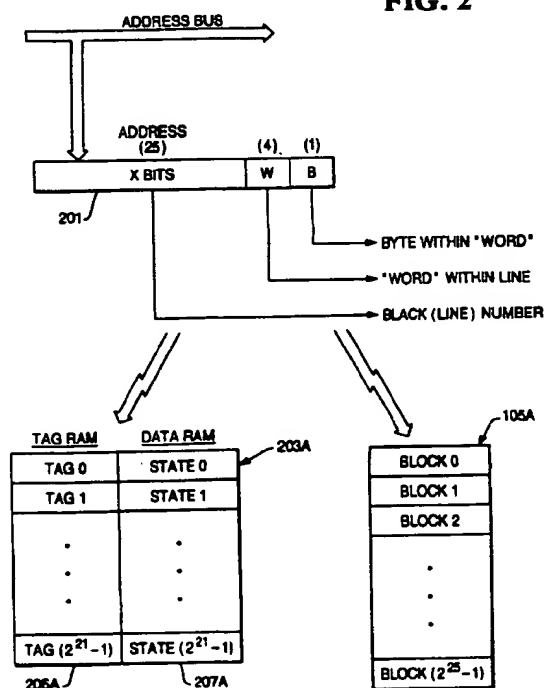 FIG. 2
ADDRESS BUS
ADDRESS
(25) (4) (1)
X BITS W B
201
BYTE WITHIN "WORD"
"WORD" WITHIN LINE
BLACK (LINE) NUMBER
TAG RAM DATA RAM
203A
105A
TAG 0 STATE 0
TAG 1 STATE 1
TAG (2²¹-1) STATE (2²¹-1)
205A
207A
BLOCK 0
BLOCK 1
BLOCK 2
BLOCK (2²⁵-1)